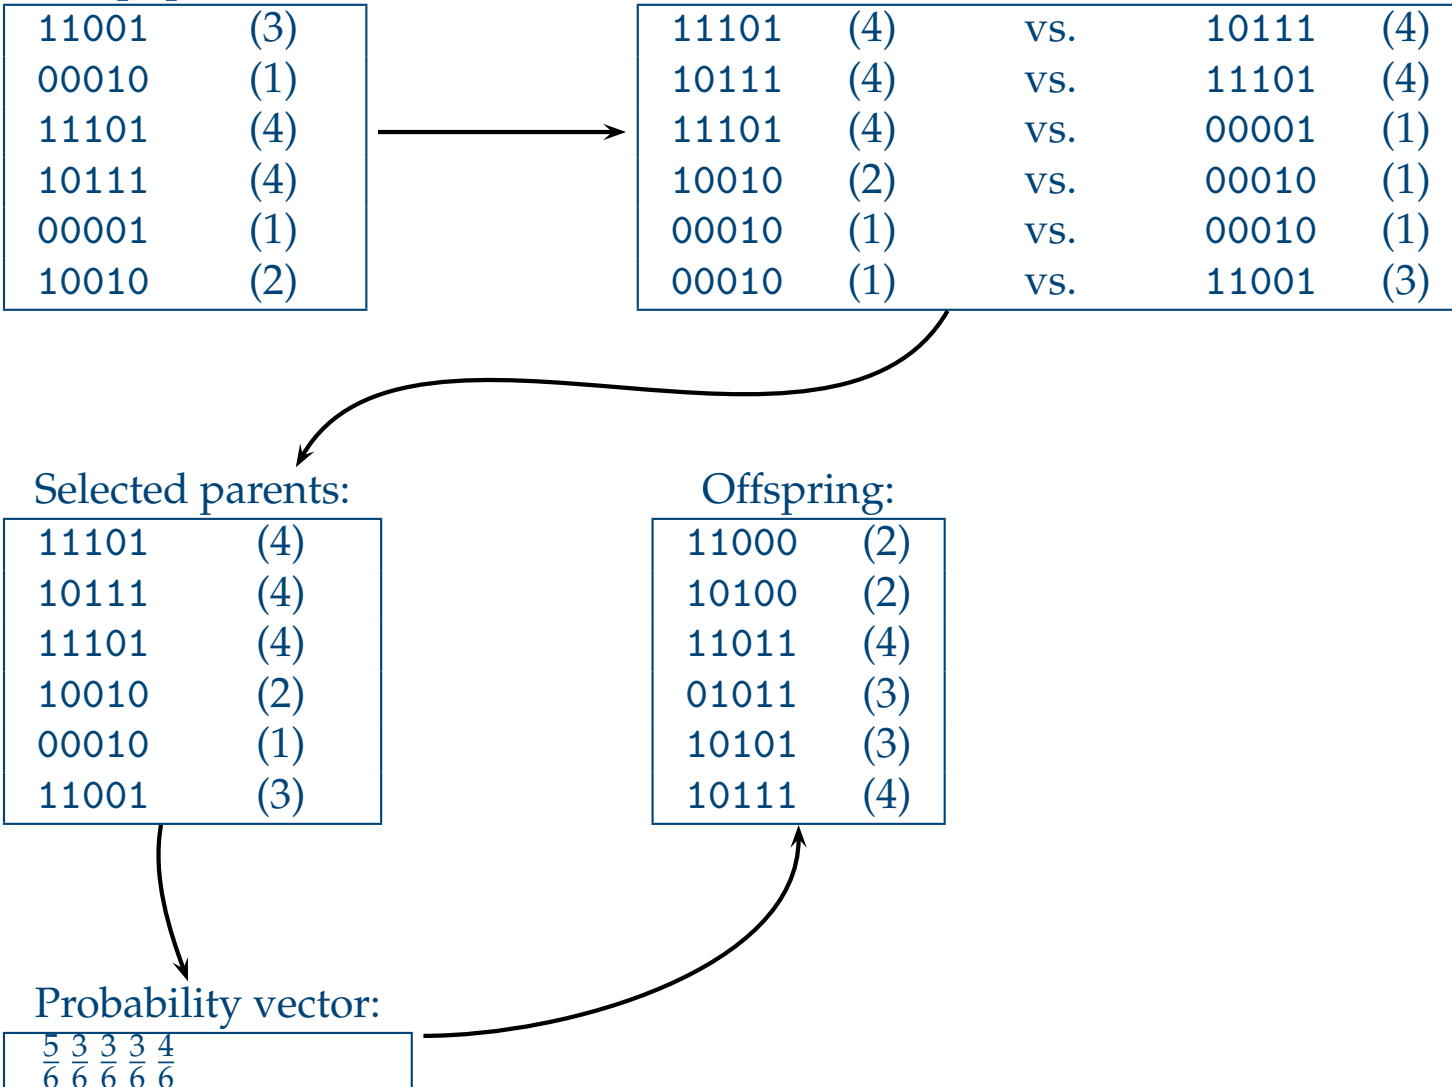 11001 (3)
00010 (1)
11101 (4)
10111 (4)
00001 (1)
10010 (2)
11101 (4) vs. 10111 (4)
10111 (4) vs. 11101 (4)
11101 (4) vs. 00001 (1)
10010 (2) vs. 00010 (1)
00010 (1) vs. 00010 (1)
00010 (1) vs. 11001 (3)
Selected parents:
11101 (4)
10111 (4)
11101 (4)
10010 (2)
00010 (1)
11001 (3)
Offspring:
11000 (2)
10100 (2)
11011 (4)
01011 (3)
10101 (3)
10111 (4)
Probability vector:
5/6 3/6 3/6 3/6 4/6